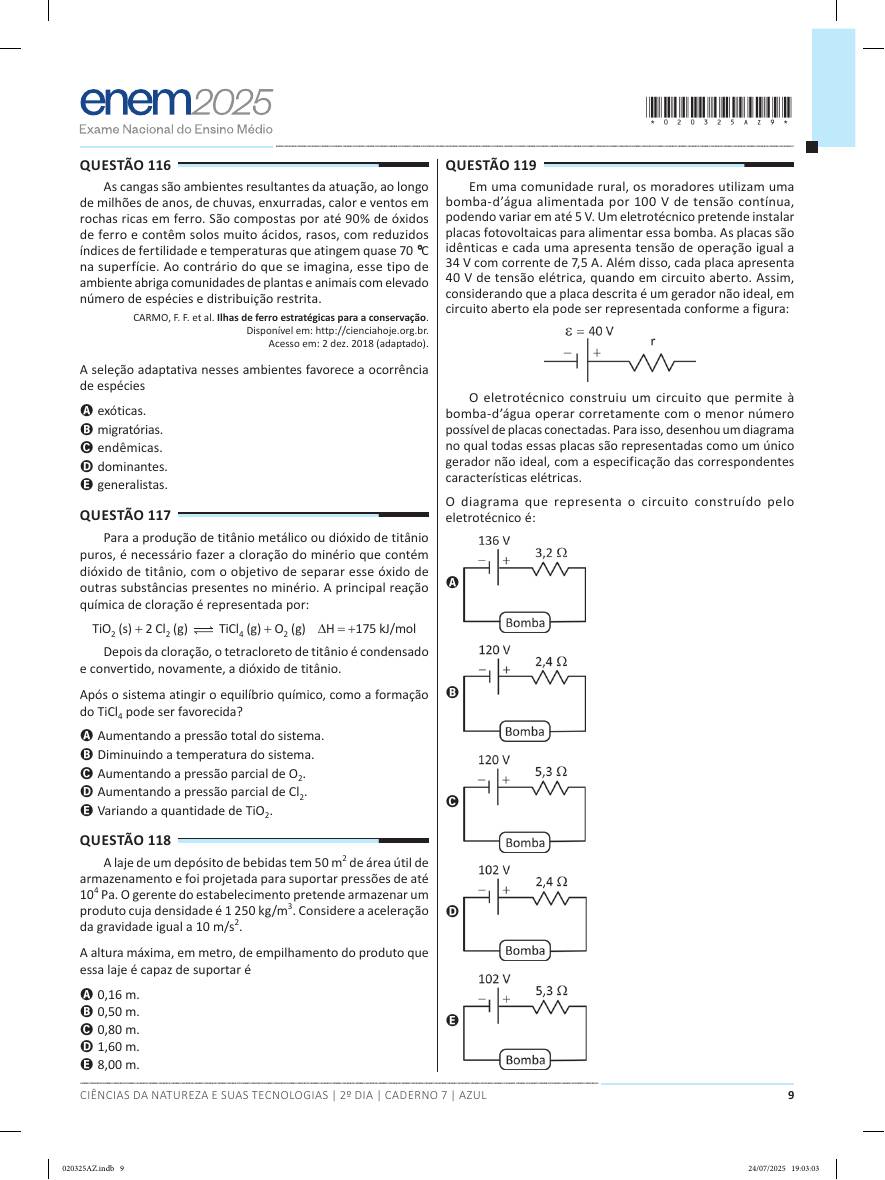 enem2025
Exame Nacional do Ensino Médio
*020325AZ9*
QUESTÃO 116
As cangas são ambientes resultantes da atuação, ao longo
de milhões de anos, de chuvas, enxurradas, calor e ventos em
rochas ricas em ferro. São compostas por até 90% de óxidos
de ferro e contêm solos muito ácidos, rasos, com reduzidos
índices de fertilidade e temperaturas que atingem quase 70 ºC
na superfície. Ao contrário do que se imagina, esse tipo de
ambiente abriga comunidades de plantas e animais com elevado
número de espécies e distribuição restrita.
CARMO, F. F. et al. Ilhas de ferro estratégicas para a conservação.
Disponível em: http://cienciahoje.org.br.
Acesso em: 2 dez. 2018 (adaptado).
A seleção adaptativa nesses ambientes favorece a ocorrência
de espécies
A exóticas.
B migratórias.
C endêmicas.
D dominantes.
E generalistas.
QUESTÃO 117
Para a produção de titânio metálico ou dióxido de titânio
puros, é necessário fazer a cloração do minério que contém
dióxido de titânio, com o objetivo de separar esse óxido de
outras substâncias presentes no minério. A principal reação
química de cloração é representada por:
TiO₂ (s) + 2 Cl₂ (g) ⇌ TiCl₄ (g) + O₂ (g) ΔH = +175 kJ/mol
Depois da cloração, o tetracloreto de titânio é condensado
e convertido, novamente, a dióxido de titânio.
Após o sistema atingir o equilíbrio químico, como a formação
do TiCl₄ pode ser favorecida?
A Aumentando a pressão total do sistema.
B Diminuindo a temperatura do sistema.
C Aumentando a pressão parcial de O₂.
D Aumentando a pressão parcial de Cl₂.
E Variando a quantidade de TiO₂.
QUESTÃO 118
A laje de um depósito de bebidas tem 50 m² de área útil de
armazenamento e foi projetada para suportar pressões de até
10⁴ Pa. O gerente do estabelecimento pretende armazenar um
produto cuja densidade é 1 250 kg/m³. Considere a aceleração
da gravidade igual a 10 m/s².
A altura máxima, em metro, de empilhamento do produto que
essa laje é capaz de suportar é
A 0,16 m.
B 0,50 m.
C 0,80 m.
D 1,60 m.
E 8,00 m.
QUESTÃO 119
Em uma comunidade rural, os moradores utilizam uma
bomba-d'água alimentada por 100 V de tensão contínua,
podendo variar em até 5 V. Um eletrotécnico pretende instalar
placas fotovoltaicas para alimentar essa bomba. As placas são
idênticas e cada uma apresenta tensão de operação igual a
34 V com corrente de 7,5 A. Além disso, cada placa apresenta
40 V de tensão elétrica, quando em circuito aberto. Assim,
considerando que a placa descrita é um gerador não ideal, em
circuito aberto ela pode ser representada conforme a figura:
ε = 40 V
− + r
O eletrotécnico construiu um circuito que permite à
bomba-d'água operar corretamente com o menor número
possível de placas conectadas. Para isso, desenhou um diagrama
no qual todas essas placas são representadas como um único
gerador não ideal, com a especificação das correspondentes
características elétricas.
O diagrama que representa o circuito construído pelo
eletrotécnico é:
136 V
− + 3,2 Ω
A
Bomba
120 V
− + 2,4 Ω
B
Bomba
120 V
− + 5,3 Ω
C
Bomba
102 V
− + 2,4 Ω
D
Bomba
102 V
− + 5,3 Ω
E
Bomba
CIÊNCIAS DA NATUREZA E SUAS TECNOLOGIAS | 2º DIA | CADERNO 7 | AZUL
9
020325AZ.indb 9
24/07/2025 19:03:03